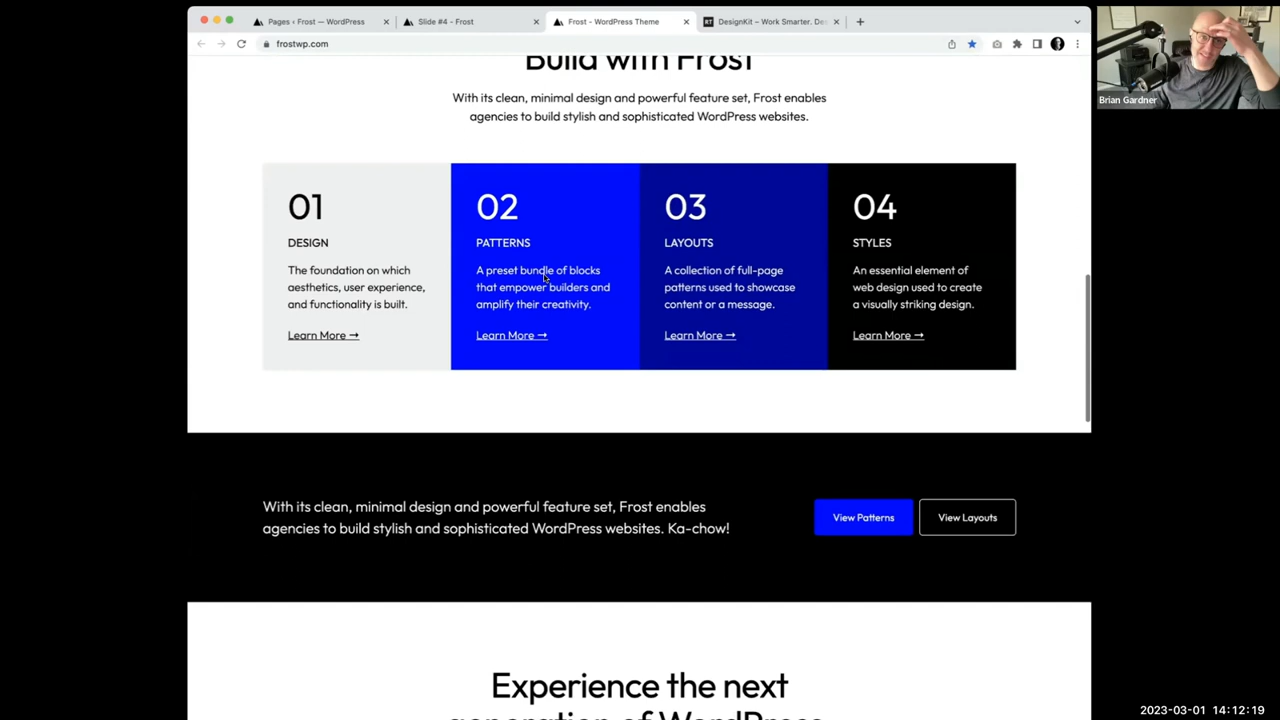 Pages ‹ Frost — WordPress
Slide #4 - Frost
Frost - WordPress Theme
DesignKit – Work Smarter. De
frostwp.com
Brian Gardner
Build with Frost
With its clean, minimal design and powerful feature set, Frost enables
agencies to build stylish and sophisticated WordPress websites.
01
DESIGN
The foundation on which
aesthetics, user experience,
and functionality is built.
Learn More →
02
PATTERNS
A preset bundle of blocks
that empower builders and
amplify their creativity.
Learn More →
03
LAYOUTS
A collection of full-page
patterns used to showcase
content or a message.
Learn More →
04
STYLES
An essential element of
web design used to create
a visually striking design.
Learn More →
With its clean, minimal design and powerful feature set, Frost enables
agencies to build stylish and sophisticated WordPress websites. Ka-chow!
View Patterns
View Layouts
Experience the next
generation of WordPress
2023-03-01 14:12:19